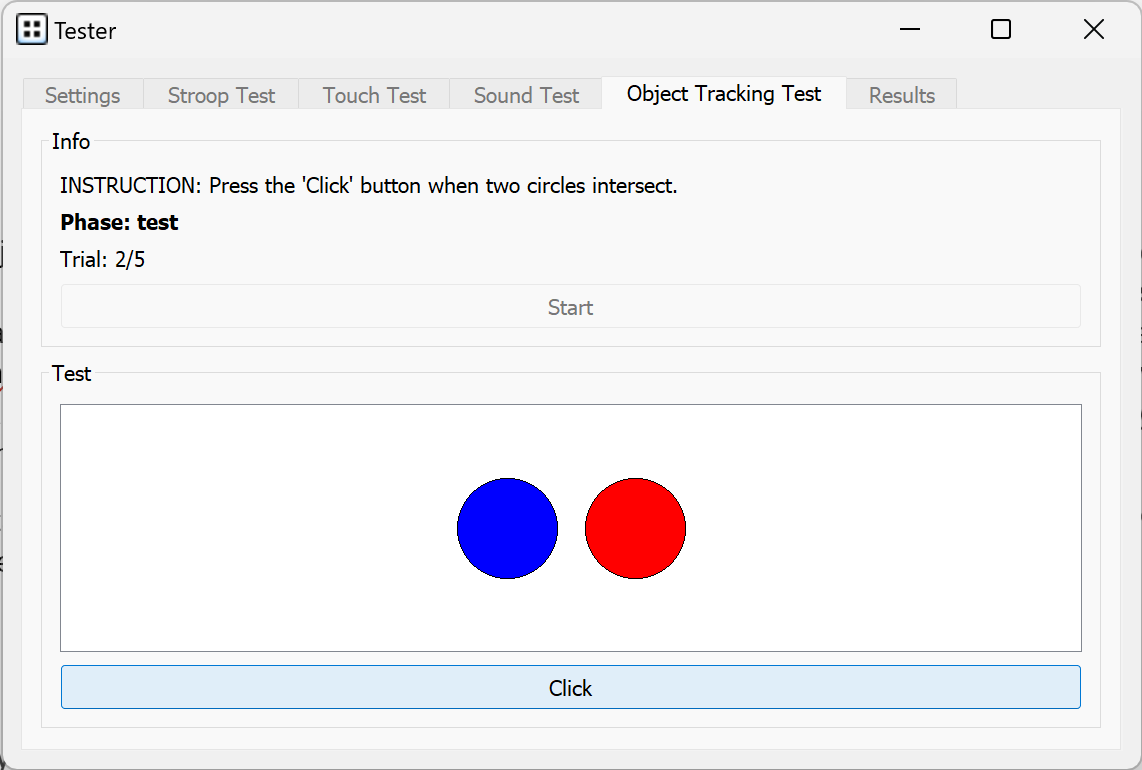 Tester
Settings Stroop Test Touch Test Sound Test Object Tracking Test Results
Info
INSTRUCTION: Press the 'Click' button when two circles intersect.
Phase: test
Trial: 2/5
Start
Test
Click